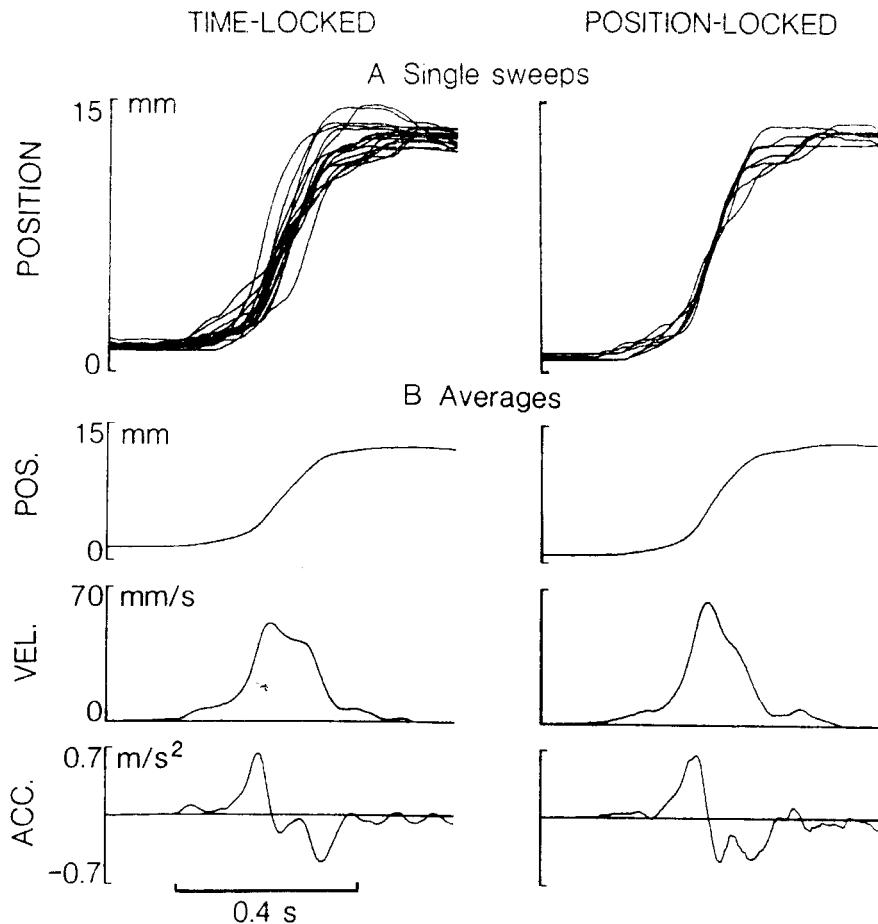 TIME-LOCKED POSITION-LOCKED
A Single sweeps
15 mm
POSITION
0
B Averages
15 mm
POS.
0
70 mm/s
VEL.
0
0.7 m/s²
ACC.
-0.7
0.4 s